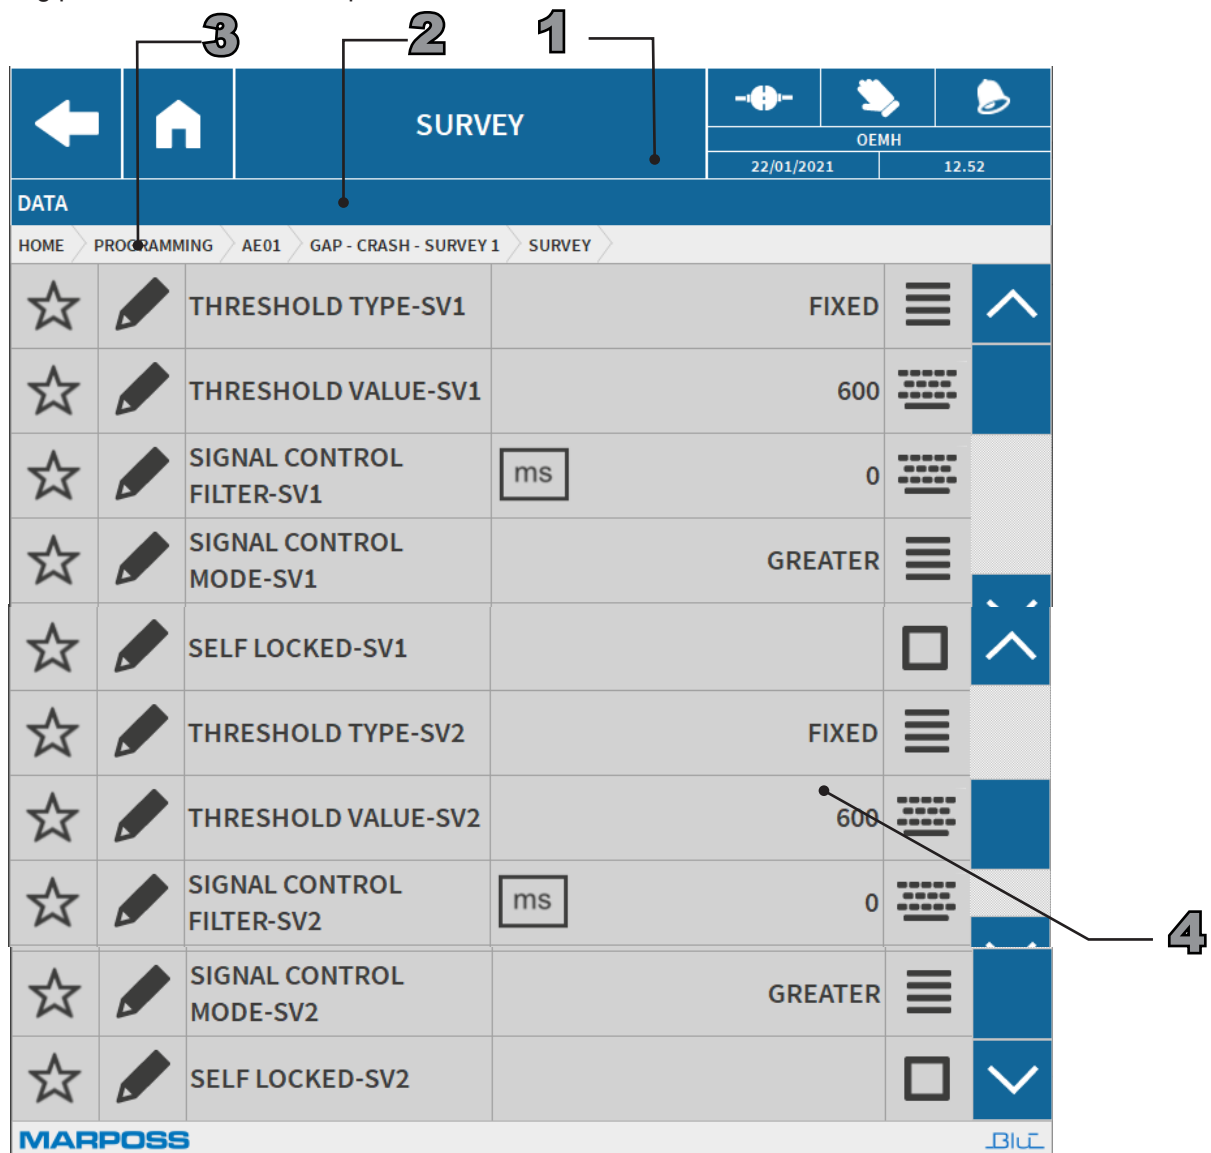 3 2 1
SURVEY
OEMH
22/01/2021 12.52
DATA
HOME PROGRAMMING AE01 GAP - CRASH - SURVEY 1 SURVEY
THRESHOLD TYPE-SV1 FIXED
THRESHOLD VALUE-SV1 600
SIGNAL CONTROL
FILTER-SV1 ms 0
SIGNAL CONTROL
MODE-SV1 GREATER
SELF LOCKED-SV1
THRESHOLD TYPE-SV2 FIXED
THRESHOLD VALUE-SV2 600
SIGNAL CONTROL
FILTER-SV2 ms 0
4
SIGNAL CONTROL
MODE-SV2 GREATER
SELF LOCKED-SV2
MARPOSS BLÚ